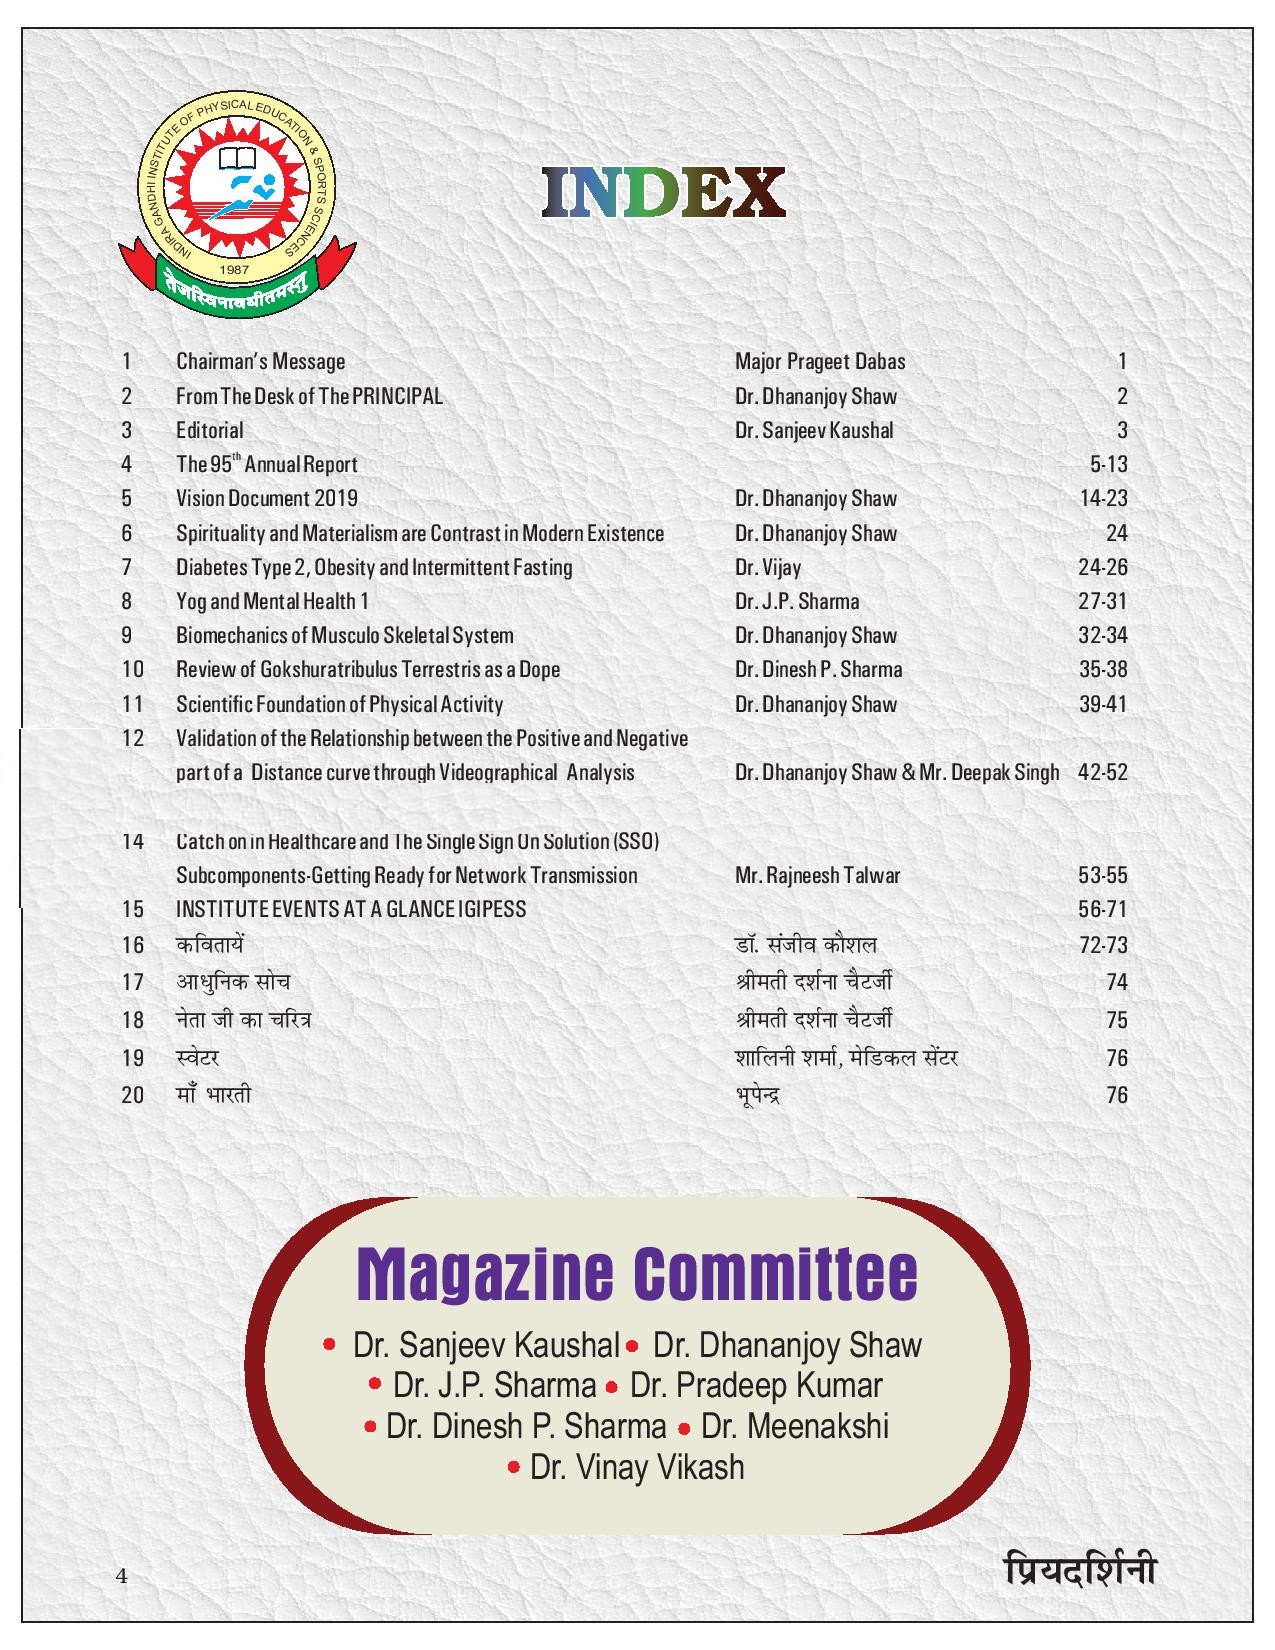 INDIRA GANDHI INSTITUTE OF PHYSICAL EDUCATION & SPORTS SCIENCES
1987
तेजस्विनावधीतमस्तु
INDEX
1 Chairman's Message Major Prageet Dabas 1
2 From The Desk of The PRINCIPAL Dr. Dhananjoy Shaw 2
3 Editorial Dr. Sanjeev Kaushal 3
4 The 95th Annual Report 5-13
5 Vision Document 2019 Dr. Dhananjoy Shaw 14-23
6 Spirituality and Materialism are Contrast in Modern Existence Dr. Dhananjoy Shaw 24
7 Diabetes Type 2, Obesity and Intermittent Fasting Dr. Vijay 24-26
8 Yog and Mental Health 1 Dr. J.P. Sharma 27-31
9 Biomechanics of Musculo Skeletal System Dr. Dhananjoy Shaw 32-34
10 Review of Gokshuratribulus Terrestris as a Dope Dr. Dinesh P. Sharma 35-38
11 Scientific Foundation of Physical Activity Dr. Dhananjoy Shaw 39-41
12 Validation of the Relationship between the Positive and Negative
part of a Distance curve through Videographical Analysis Dr. Dhananjoy Shaw & Mr. Deepak Singh 42-52
14 Catch on in Healthcare and The Single Sign On Solution (SSO)
Subcomponents-Getting Ready for Network Transmission Mr. Rajneesh Talwar 53-55
15 INSTITUTE EVENTS AT A GLANCE IGIPESS 56-71
16 कवितायें डॉ. संजीव कौशल 72-73
17 आधुनिक सोच श्रीमती दर्शना चैटर्जी 74
18 नेता जी का चरित्र श्रीमती दर्शना चैटर्जी 75
19 स्वेटर शालिनी शर्मा, मेडिकल सेंटर 76
20 माँ भारती भूपेन्द्र 76
Magazine Committee
• Dr. Sanjeev Kaushal • Dr. Dhananjoy Shaw
• Dr. J.P. Sharma • Dr. Pradeep Kumar
• Dr. Dinesh P. Sharma • Dr. Meenakshi
• Dr. Vinay Vikash
4 प्रियदर्शिनी